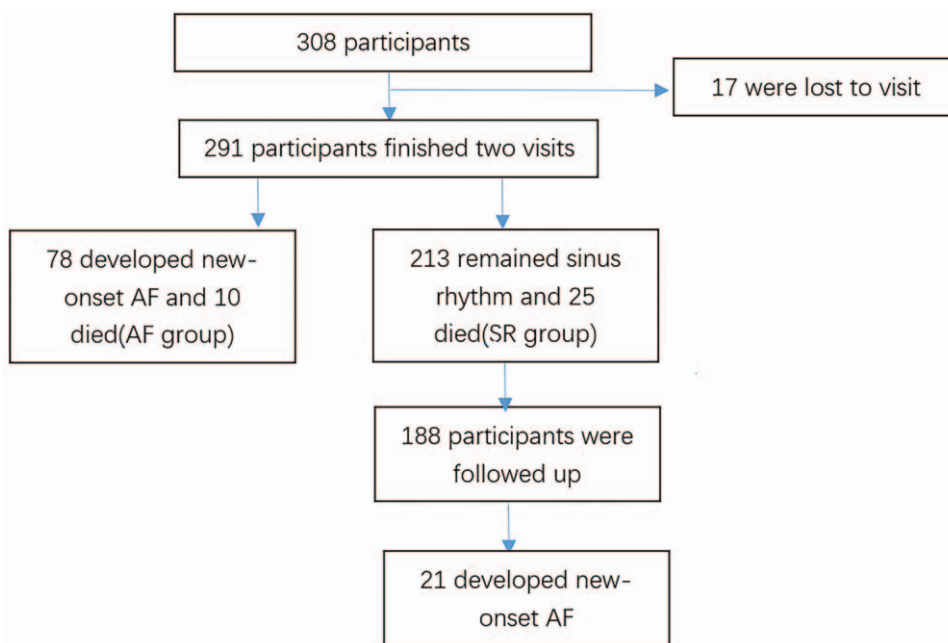 308 participants
17 were lost to visit
291 participants finished two visits
78 developed new-
onset AF and 10
died(AF group)
213 remained sinus
rhythm and 25
died(SR group)
188 participants were
followed up
21 developed new-
onset AF